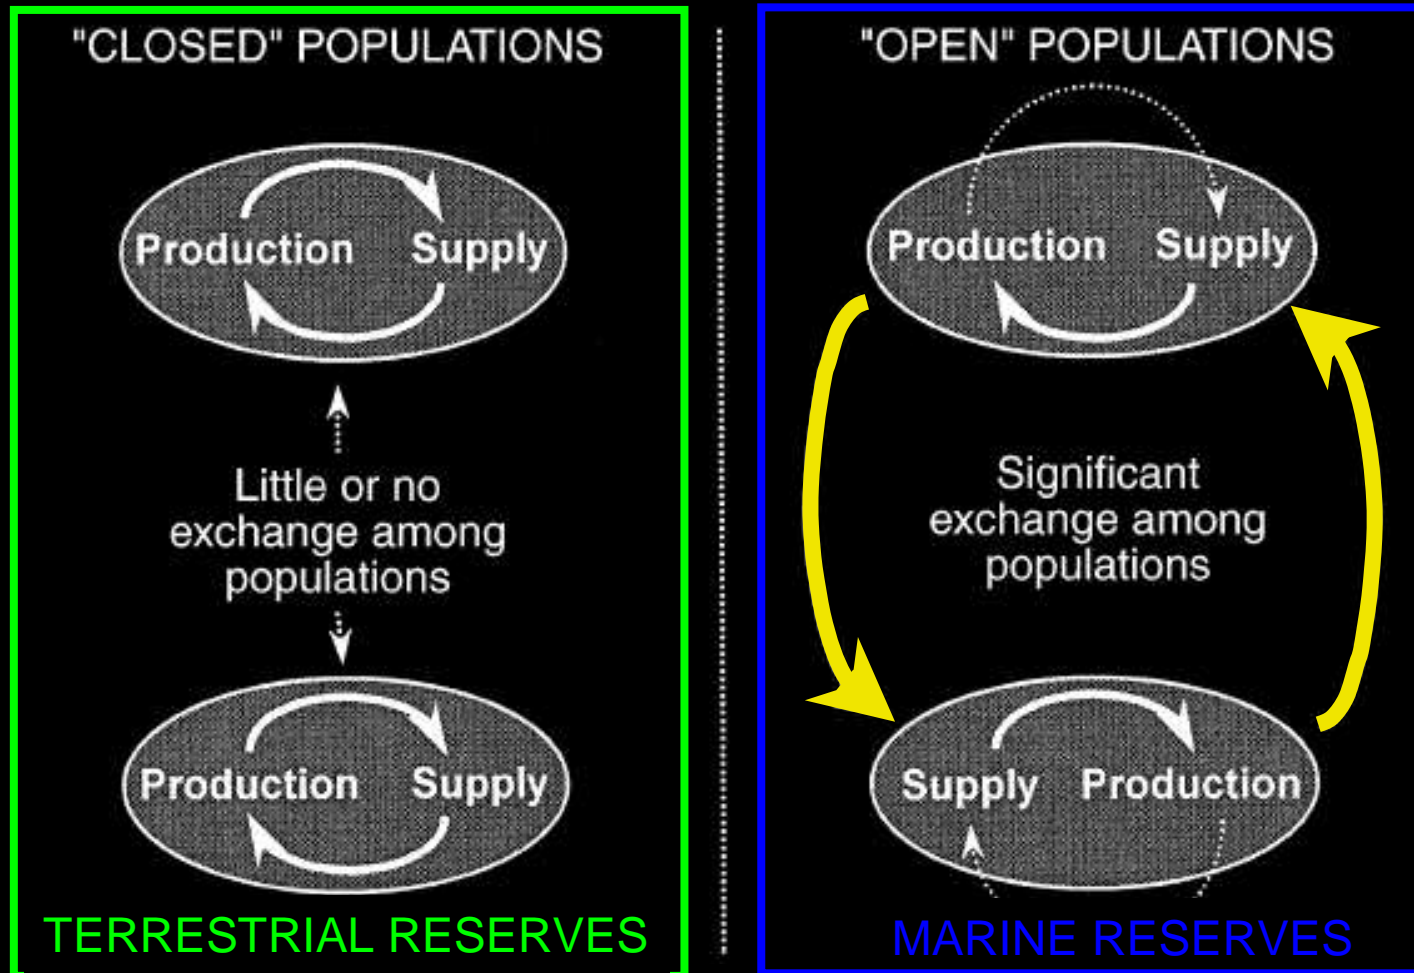 "CLOSED" POPULATIONS
Production Supply
Little or no
exchange among
populations
Production Supply
TERRESTRIAL RESERVES
"OPEN" POPULATIONS
Production Supply
Significant
exchange among
populations
Supply Production
MARINE RESERVES